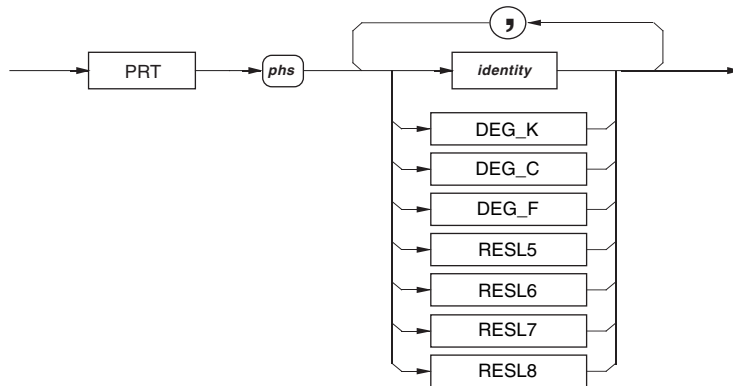 ,
PRT phs identity
DEG_K
DEG_C
DEG_F
RESL5
RESL6
RESL7
RESL8